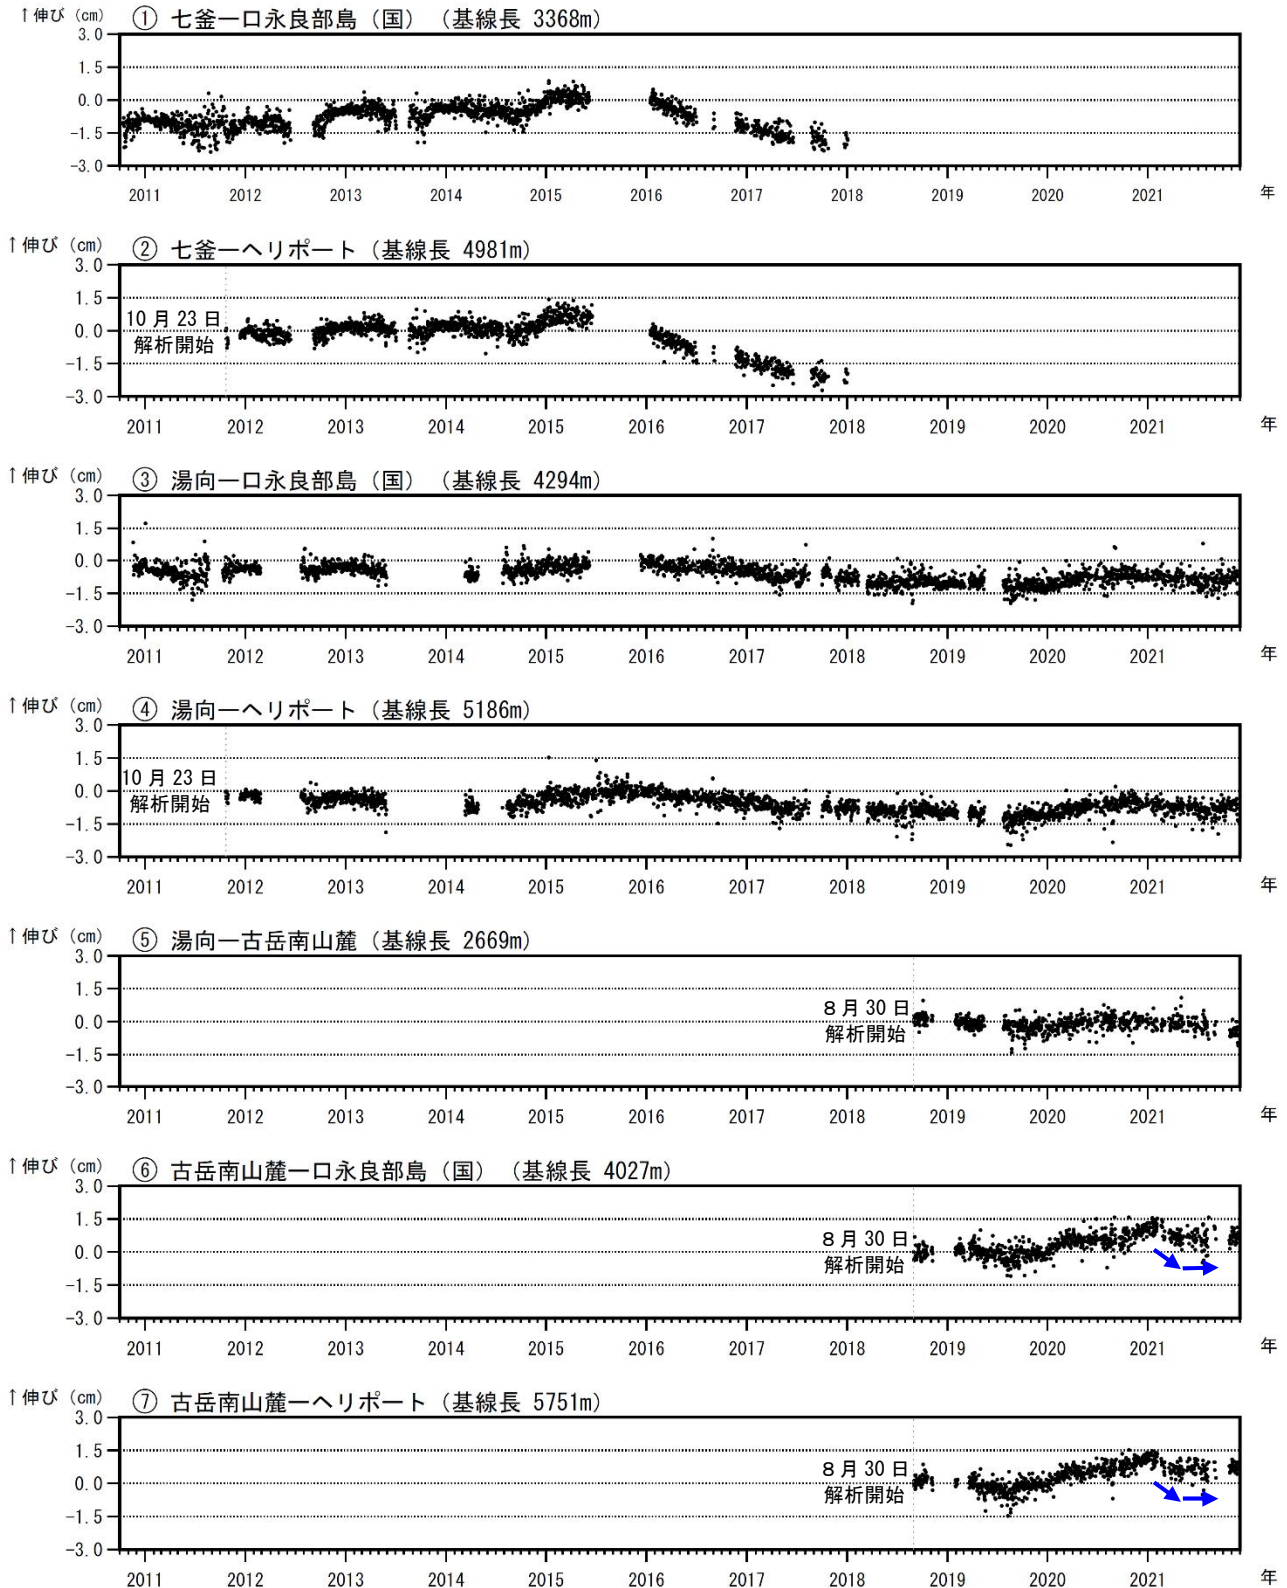 ↑伸び (cm) ① 七釜ー口永良部島(国) (基線長 3368m)
3.0
1.5
0.0
-1.5
-3.0
2011 2012 2013 2014 2015 2016 2017 2018 2019 2020 2021 年
↑伸び (cm) ② 七釜ーヘリポート (基線長 4981m)
3.0
1.5
10月23日
0.0
解析開始
-1.5
-3.0
2011 2012 2013 2014 2015 2016 2017 2018 2019 2020 2021 年
↑伸び (cm) ③ 湯向ー口永良部島(国) (基線長 4294m)
3.0
1.5
0.0
-1.5
-3.0
2011 2012 2013 2014 2015 2016 2017 2018 2019 2020 2021 年
↑伸び (cm) ④ 湯向ーヘリポート (基線長 5186m)
3.0
1.5
10月23日
0.0
解析開始
-1.5
-3.0
2011 2012 2013 2014 2015 2016 2017 2018 2019 2020 2021 年
↑伸び (cm) ⑤ 湯向ー古岳南山麓 (基線長 2669m)
3.0
1.5
8月30日
0.0
解析開始
-1.5
-3.0
2011 2012 2013 2014 2015 2016 2017 2018 2019 2020 2021 年
↑伸び (cm) ⑥ 古岳南山麓ー口永良部島(国) (基線長 4027m)
3.0
1.5
8月30日
0.0
解析開始
-1.5
-3.0
2011 2012 2013 2014 2015 2016 2017 2018 2019 2020 2021 年
↑伸び (cm) ⑦ 古岳南山麓ーヘリポート (基線長 5751m)
3.0
1.5
8月30日
0.0
解析開始
-1.5
-3.0
2011 2012 2013 2014 2015 2016 2017 2018 2019 2020 2021 年